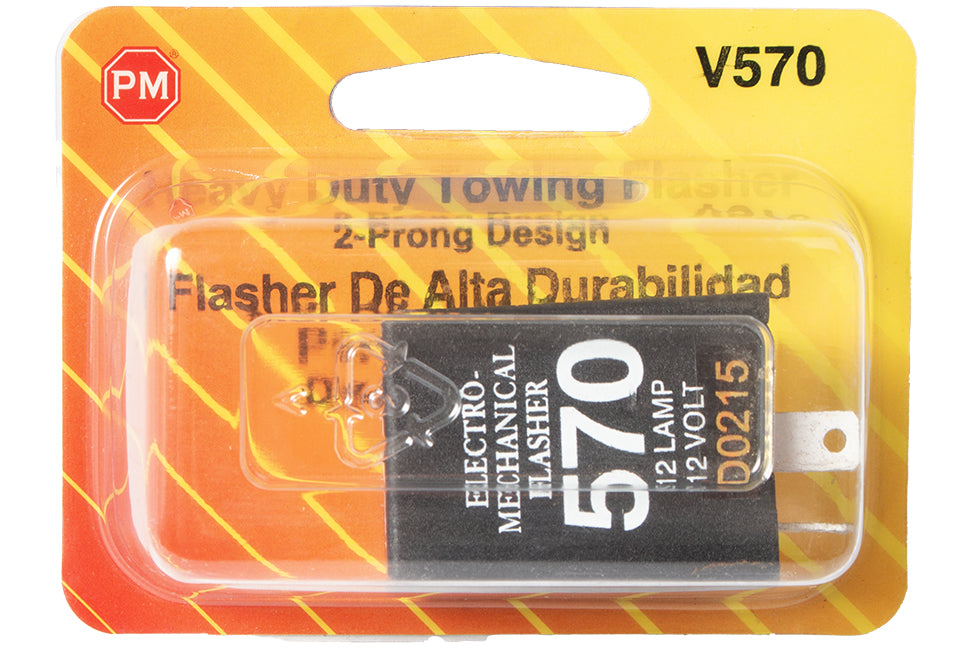 PM
V570
Heavy Duty Towing Flasher
2-Prong Design
Flasher De Alta Durabilidad
ELECTRO-
MECHANICAL
FLASHER
570
12 LAMP
12 VOLT
D0215